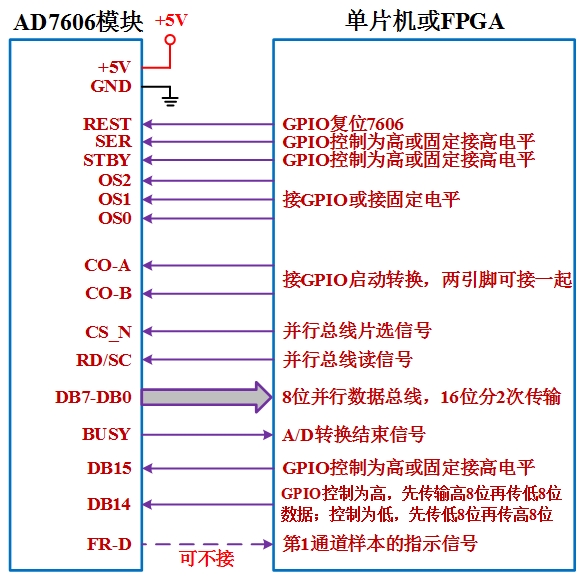 AD7606模块
+5V
单片机或FPGA
+5V
GND
REST
GPIO复位7606
SER
GPIO控制为高或固定接高电平
STBY
GPIO控制为高或固定接高电平
OS2
OS1
接GPIO或接固定电平
OS0
CO-A
接GPIO启动转换，两引脚可接一起
CO-B
CS_N
并行总线片选信号
RD/SC
并行总线读信号
DB7-DB0
8位并行数据总线，16位分2次传输
BUSY
A/D转换结束信号
DB15
GPIO控制为高或固定接高电平
DB14
GPIO控制为高，先传输高8位再传低8位
数据；控制为低，先传低8位再传高8位
FR-D
可不接
第1通道样本的指示信号